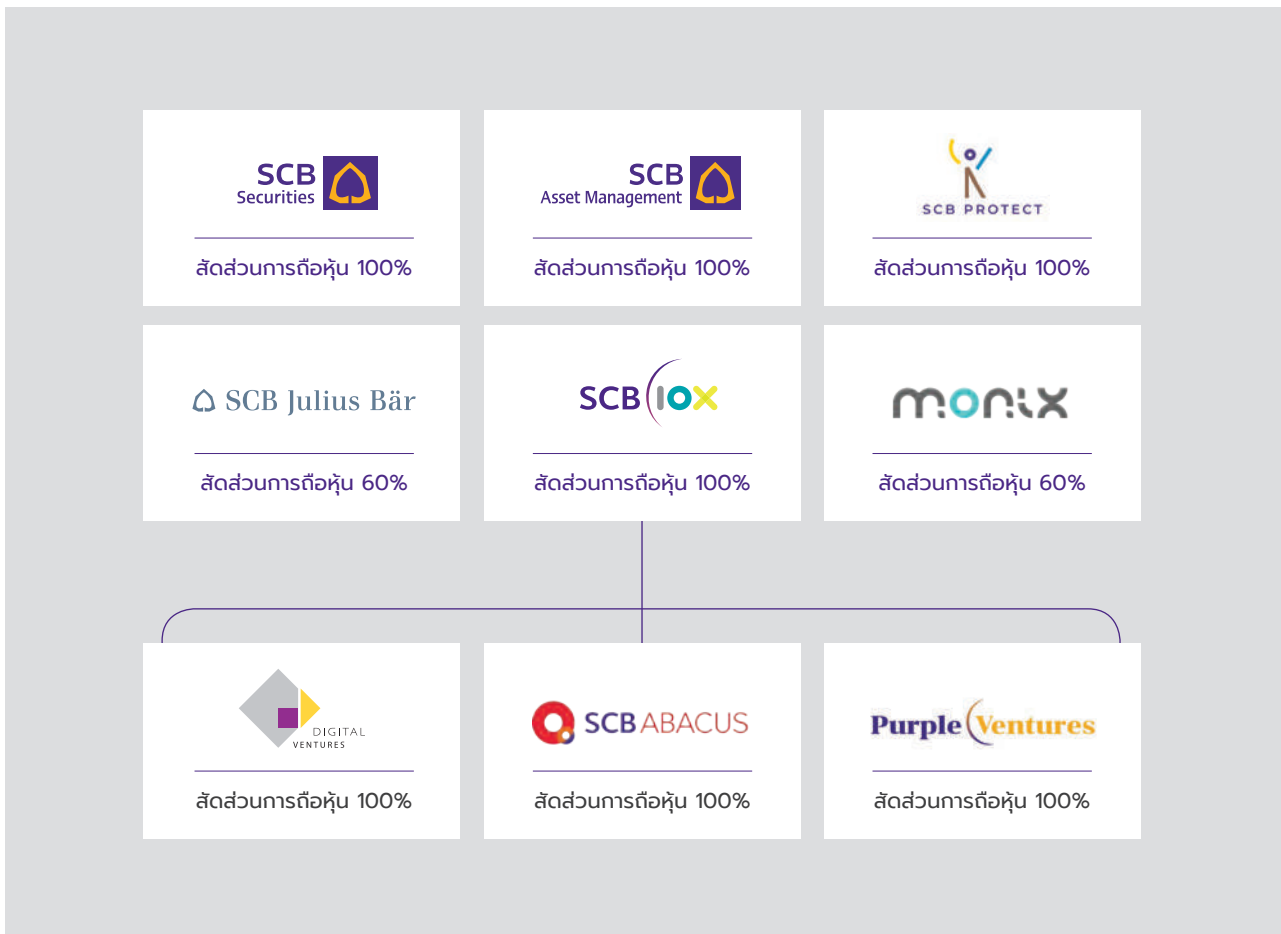 SCB
Securities
สัดส่วนการถือหุ้น 100%
SCB
Asset Management
สัดส่วนการถือหุ้น 100%
SCB PROTECT
สัดส่วนการถือหุ้น 100%
SCB Julius Bär
สัดส่วนการถือหุ้น 60%
SCB 10X
สัดส่วนการถือหุ้น 100%
monix
สัดส่วนการถือหุ้น 60%
DIGITAL
VENTURES
สัดส่วนการถือหุ้น 100%
SCB ABACUS
สัดส่วนการถือหุ้น 100%
Purple Ventures
สัดส่วนการถือหุ้น 100%